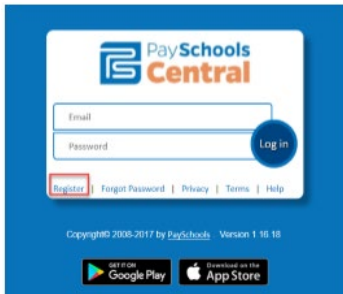 PaySchools
Central
Email
Password
Log in
Register | Forgot Password | Privacy | Terms | Help
Copyright© 2008-2017 by PaySchools Version 1.16.18
GET IT ON
Google Play
Download on the
App Store